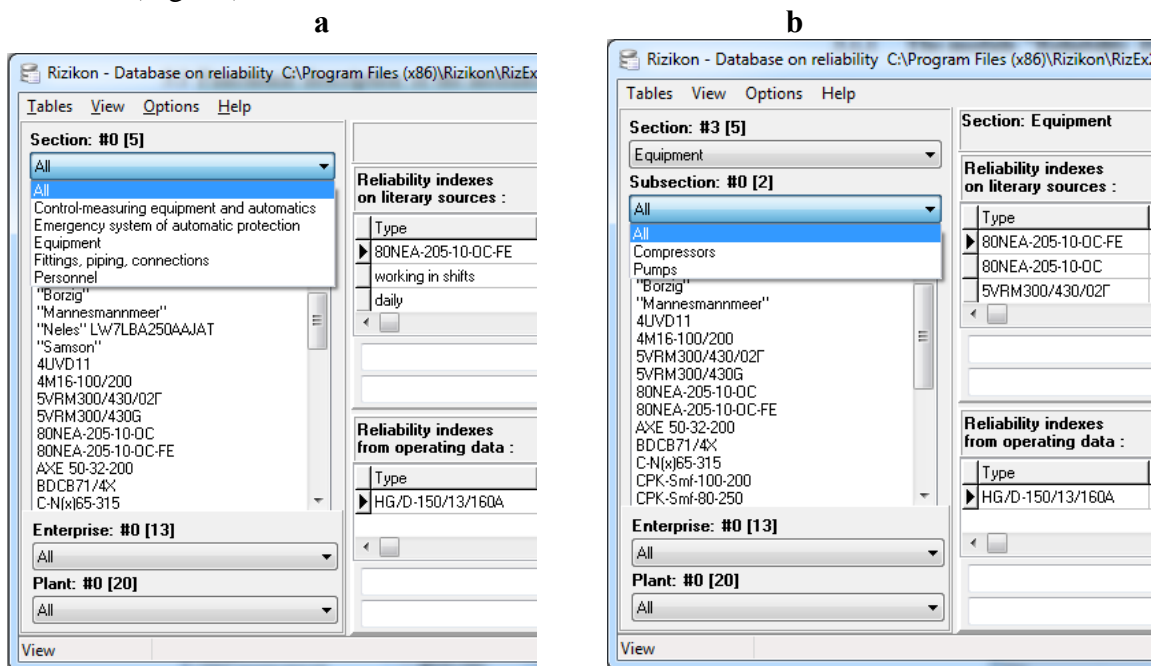 a
Rizikon - Database on reliability C:\Program Files (x86)\Rizikon\RizEx
Tables View Options Help
Section: #0 [5]
All
All
Control-measuring equipment and automatics
Emergency system of automatic protection
Equipment
Fittings, piping, connections
Personnel
"Borzig"
"Mannesmannmeer"
"Neles" LW7LBA250AAJAT
"Samson"
4UVD11
4M16-100/200
5VRM300/430/02Г
5VRM300/430G
80NEA-205-10-OC
80NEA-205-10-OC-FE
AXE 50-32-200
BDCB71/4X
C-N(x)65-315
Enterprise: #0 [13]
All
Plant: #0 [20]
All
Reliability indexes
on literary sources :
Type
80NEA-205-10-OC-FE
working in shifts
daily
Reliability indexes
from operating data :
Type
HG/D-150/13/160A
View
b
Rizikon - Database on reliability C:\Program Files (x86)\Rizikon\RizEx2
Tables View Options Help
Section: #3 [5]
Equipment
Subsection: #0 [2]
All
All
Compressors
Pumps
"Borzig"
"Mannesmannmeer"
4UVD11
4M16-100/200
5VRM300/430/02Г
5VRM300/430G
80NEA-205-10-OC
80NEA-205-10-OC-FE
AXE 50-32-200
BDCB71/4X
C-N(x)65-315
CPK-Smf-100-200
CPK-Smf-80-250
Enterprise: #0 [13]
All
Plant: #0 [20]
All
Section: Equipment
Reliability indexes
on literary sources :
Type
80NEA-205-10-OC-FE
80NEA-205-10-OC
5VRM300/430/02Г
Reliability indexes
from operating data :
Type
HG/D-150/13/160A
View